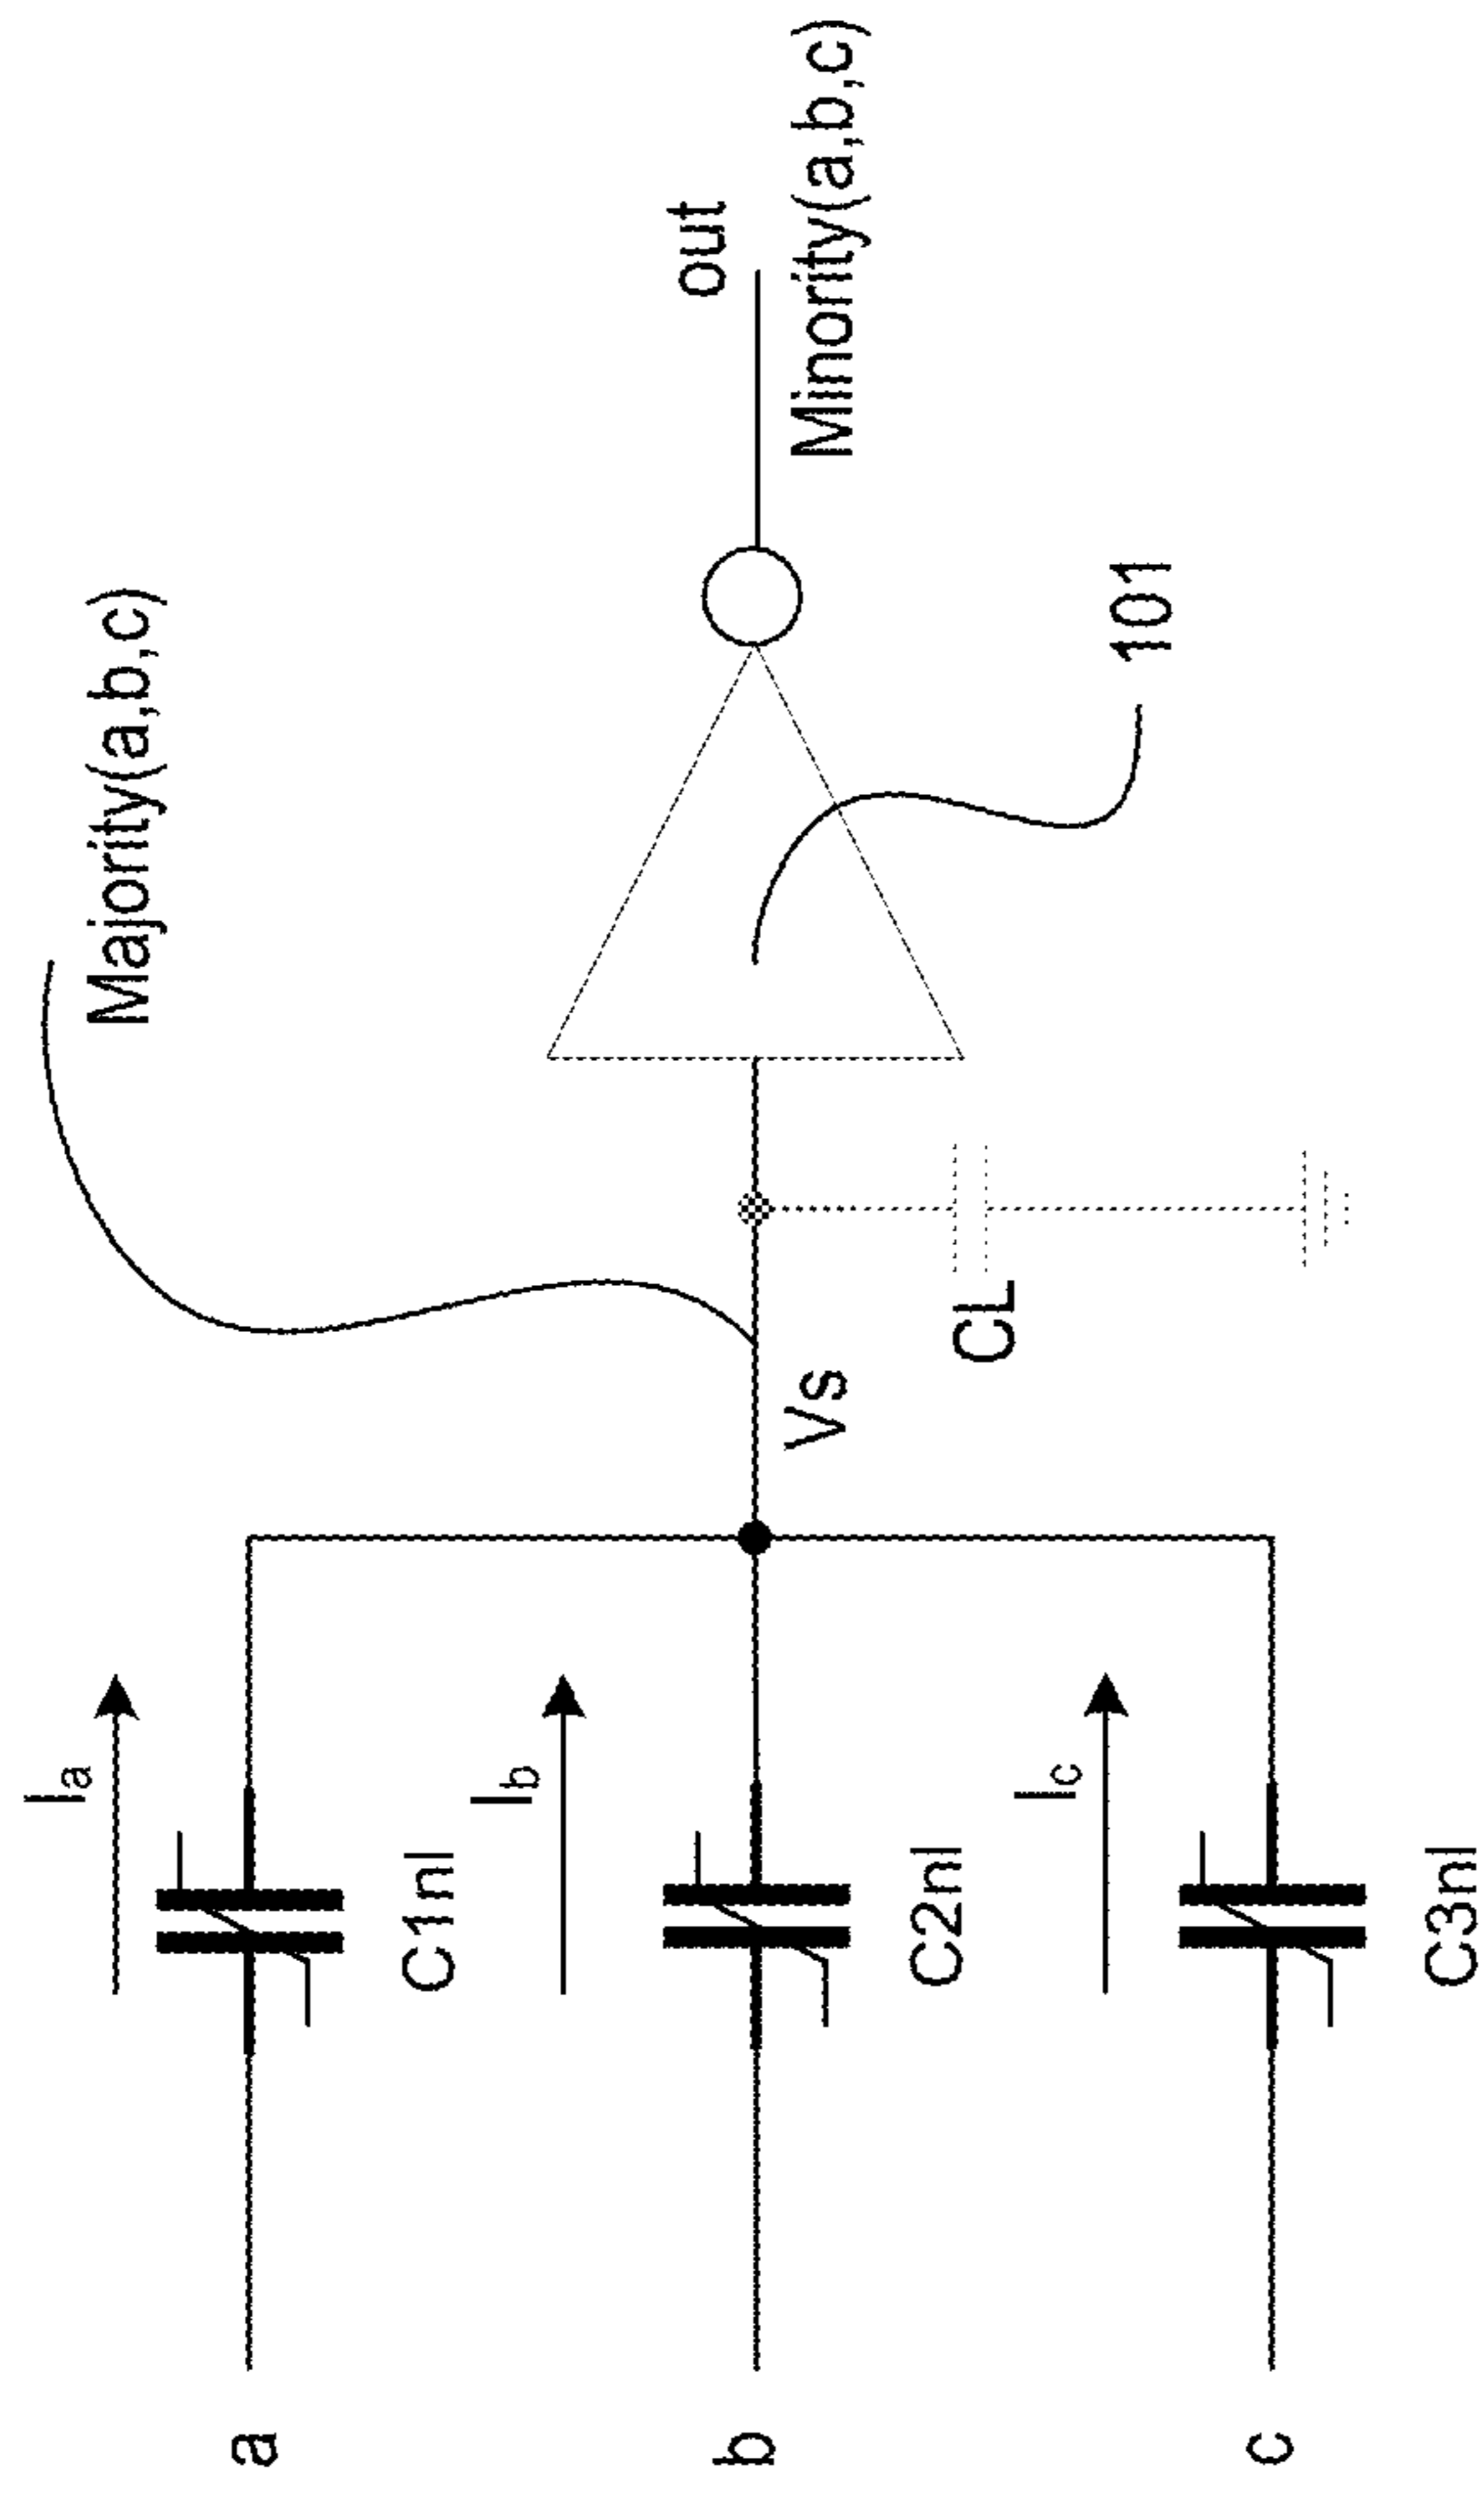 Majority(a,b,c)
Ia
a
C1nl
Ib
b
C2nl
Vs
out
Minority(a,b,c)
CL
101
Ic
c
C3nl